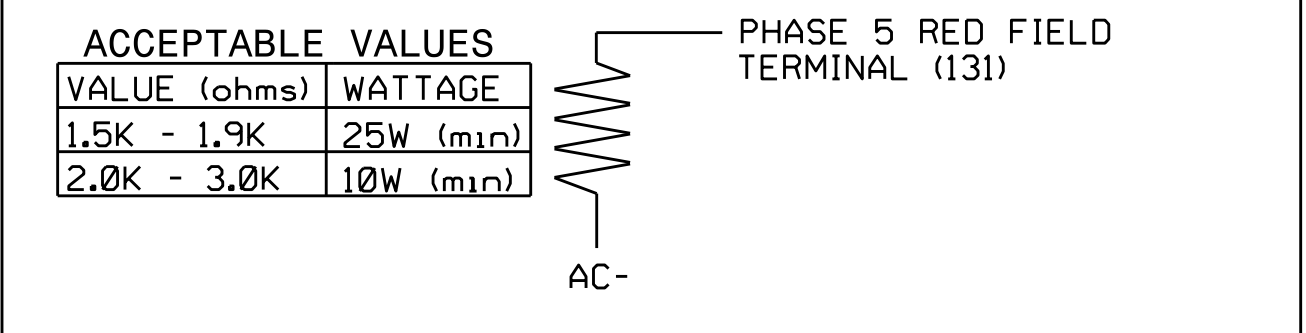 ACCEPTABLE VALUES
VALUE (ohms) WATTAGE
1.5K - 1.9K 25W (min)
2.0K - 3.0K 10W (min)
PHASE 5 RED FIELD
TERMINAL (131)
AC-